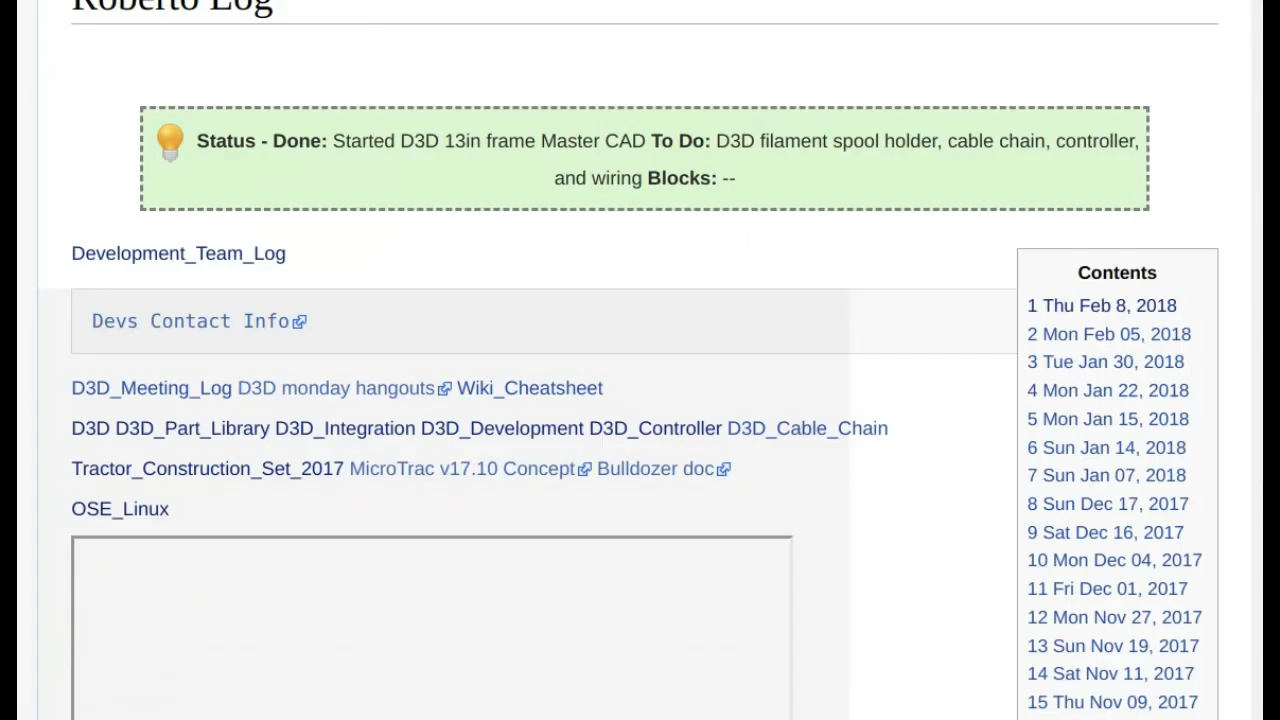 Roberto Log
Status - Done: Started D3D 13in frame Master CAD To Do: D3D filament spool holder, cable chain, controller,
and wiring Blocks: --
Development_Team_Log
Devs Contact Info
D3D_Meeting_Log D3D monday hangouts Wiki_Cheatsheet
D3D D3D_Part_Library D3D_Integration D3D_Development D3D_Controller D3D_Cable_Chain
Tractor_Construction_Set_2017 MicroTrac v17.10 Concept Bulldozer doc
OSE_Linux
Contents
1 Thu Feb 8, 2018
2 Mon Feb 05, 2018
3 Tue Jan 30, 2018
4 Mon Jan 22, 2018
5 Mon Jan 15, 2018
6 Sun Jan 14, 2018
7 Sun Jan 07, 2018
8 Sun Dec 17, 2017
9 Sat Dec 16, 2017
10 Mon Dec 04, 2017
11 Fri Dec 01, 2017
12 Mon Nov 27, 2017
13 Sun Nov 19, 2017
14 Sat Nov 11, 2017
15 Thu Nov 09, 2017